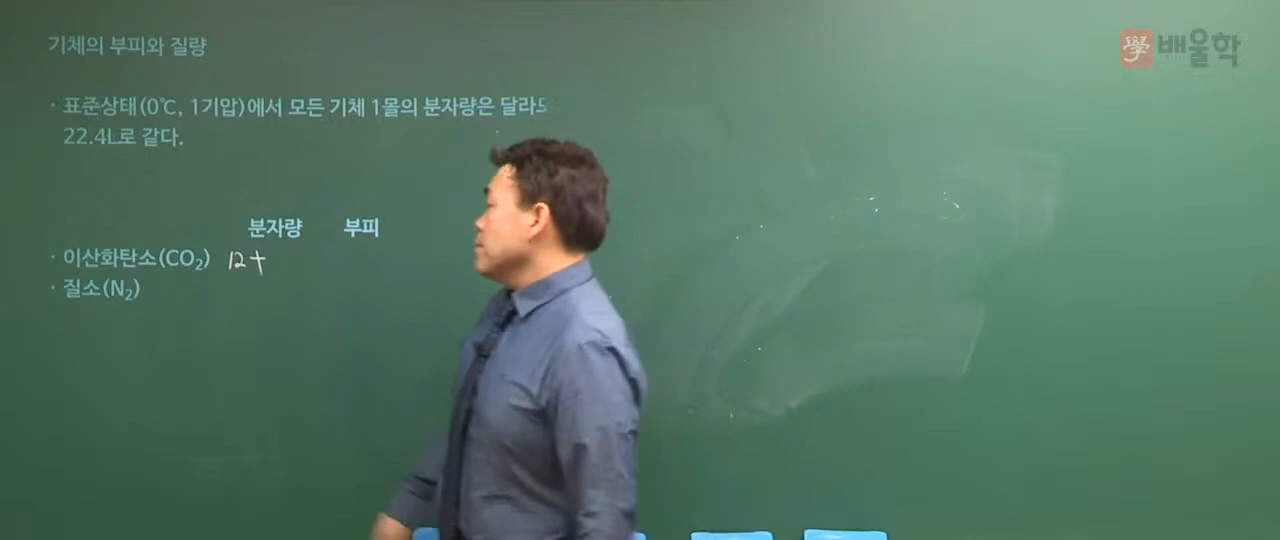 기체의 부피와 질량
學 배울학
· 표준상태(0℃, 1기압)에서 모든 기체 1몰의 분자량은 달라도
22.4L로 같다.
분자량 부피
· 이산화탄소(CO₂) 12+
· 질소(N₂)